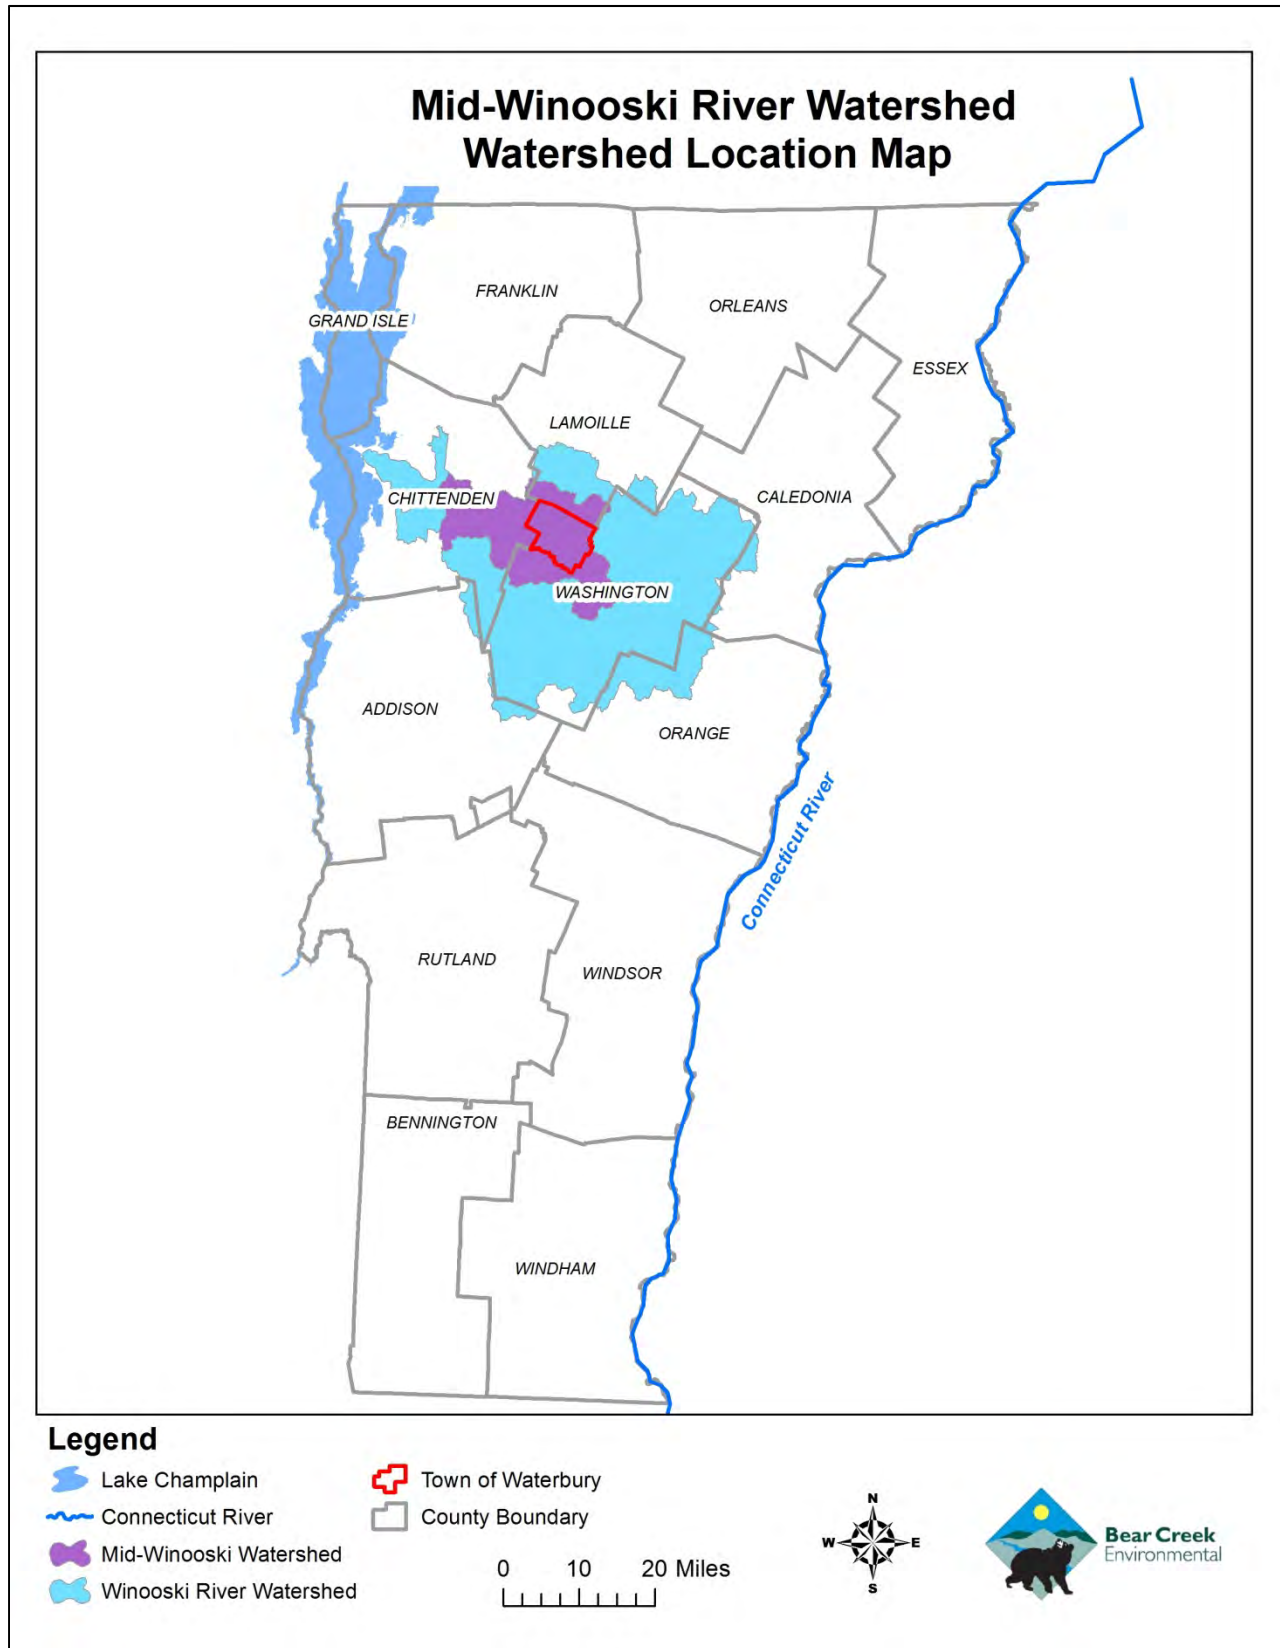 Mid-Winooski River Watershed
Watershed Location Map
FRANKLIN
ORLEANS
GRAND ISLE
ESSEX
LAMOILLE
CHITTENDEN
CALEDONIA
WASHINGTON
ADDISON
ORANGE
Connecticut River
RUTLAND
WINDSOR
BENNINGTON
WINDHAM
Legend
Lake Champlain
Connecticut River
Mid-Winooski Watershed
Winooski River Watershed
Town of Waterbury
County Boundary
0 10 20 Miles
N
W E
S
Bear Creek
Environmental